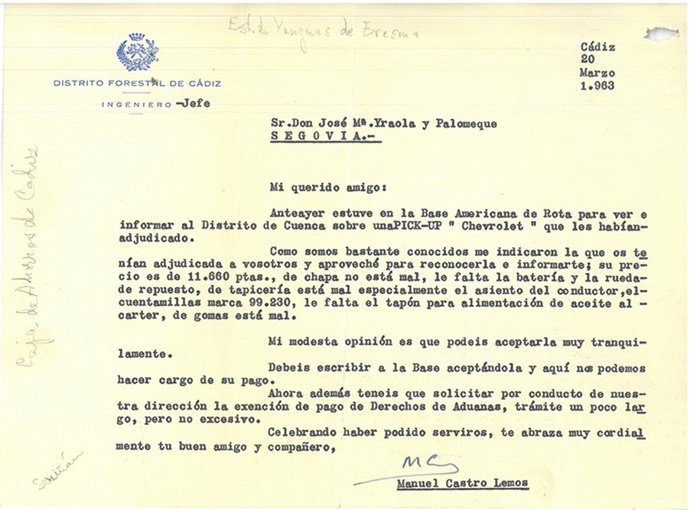 Est. de Yanguas de Eresma
DISTRITO FORESTAL DE CÁDIZ
INGENIERO-Jefe
Cádiz
20
Marzo
1.963
Sr.Don José Mª.Yraola y Palomeque
SEGOVIA.-
Caja de Ahorros de Cádiz
Mi querido amigo:
Anteayer estuve en la Base Americana de Rota para ver e
informar al Distrito de Cuenca sobre unaPICK-UP " Chevrolet " que les habían-
adjudicado.
Como somos bastante conocidos me indicaron la que os te
nían adjudicada a vosotros y aproveché para reconocerla e informarte; su pre-
cio es de 11.660 ptas., de chapa no está mal, le falta la batería y la rueda-
de repuesto, de tapicería está mal especialmente el asiento del conductor,el-
cuentamillas marca 99.230, le falta el tapón para alimentación de aceite al -
carter, de gomas está mal.
Mi modesta opinión es que podeis aceptarla muy tranqui-
lamente.
Debeis escribir a la Base aceptándola y aquí nos podemos
hacer cargo de su pago.
Ahora además teneis que solicitar por conducto de nues-
tra dirección la exención de pago de Derechos de Aduanas, trámite un poco lar
go, pero no excesivo.
Celebrando haber podido serviros, te abraza muy cordial
mente tu buen amigo y compañero,
Manuel Castro Lemos